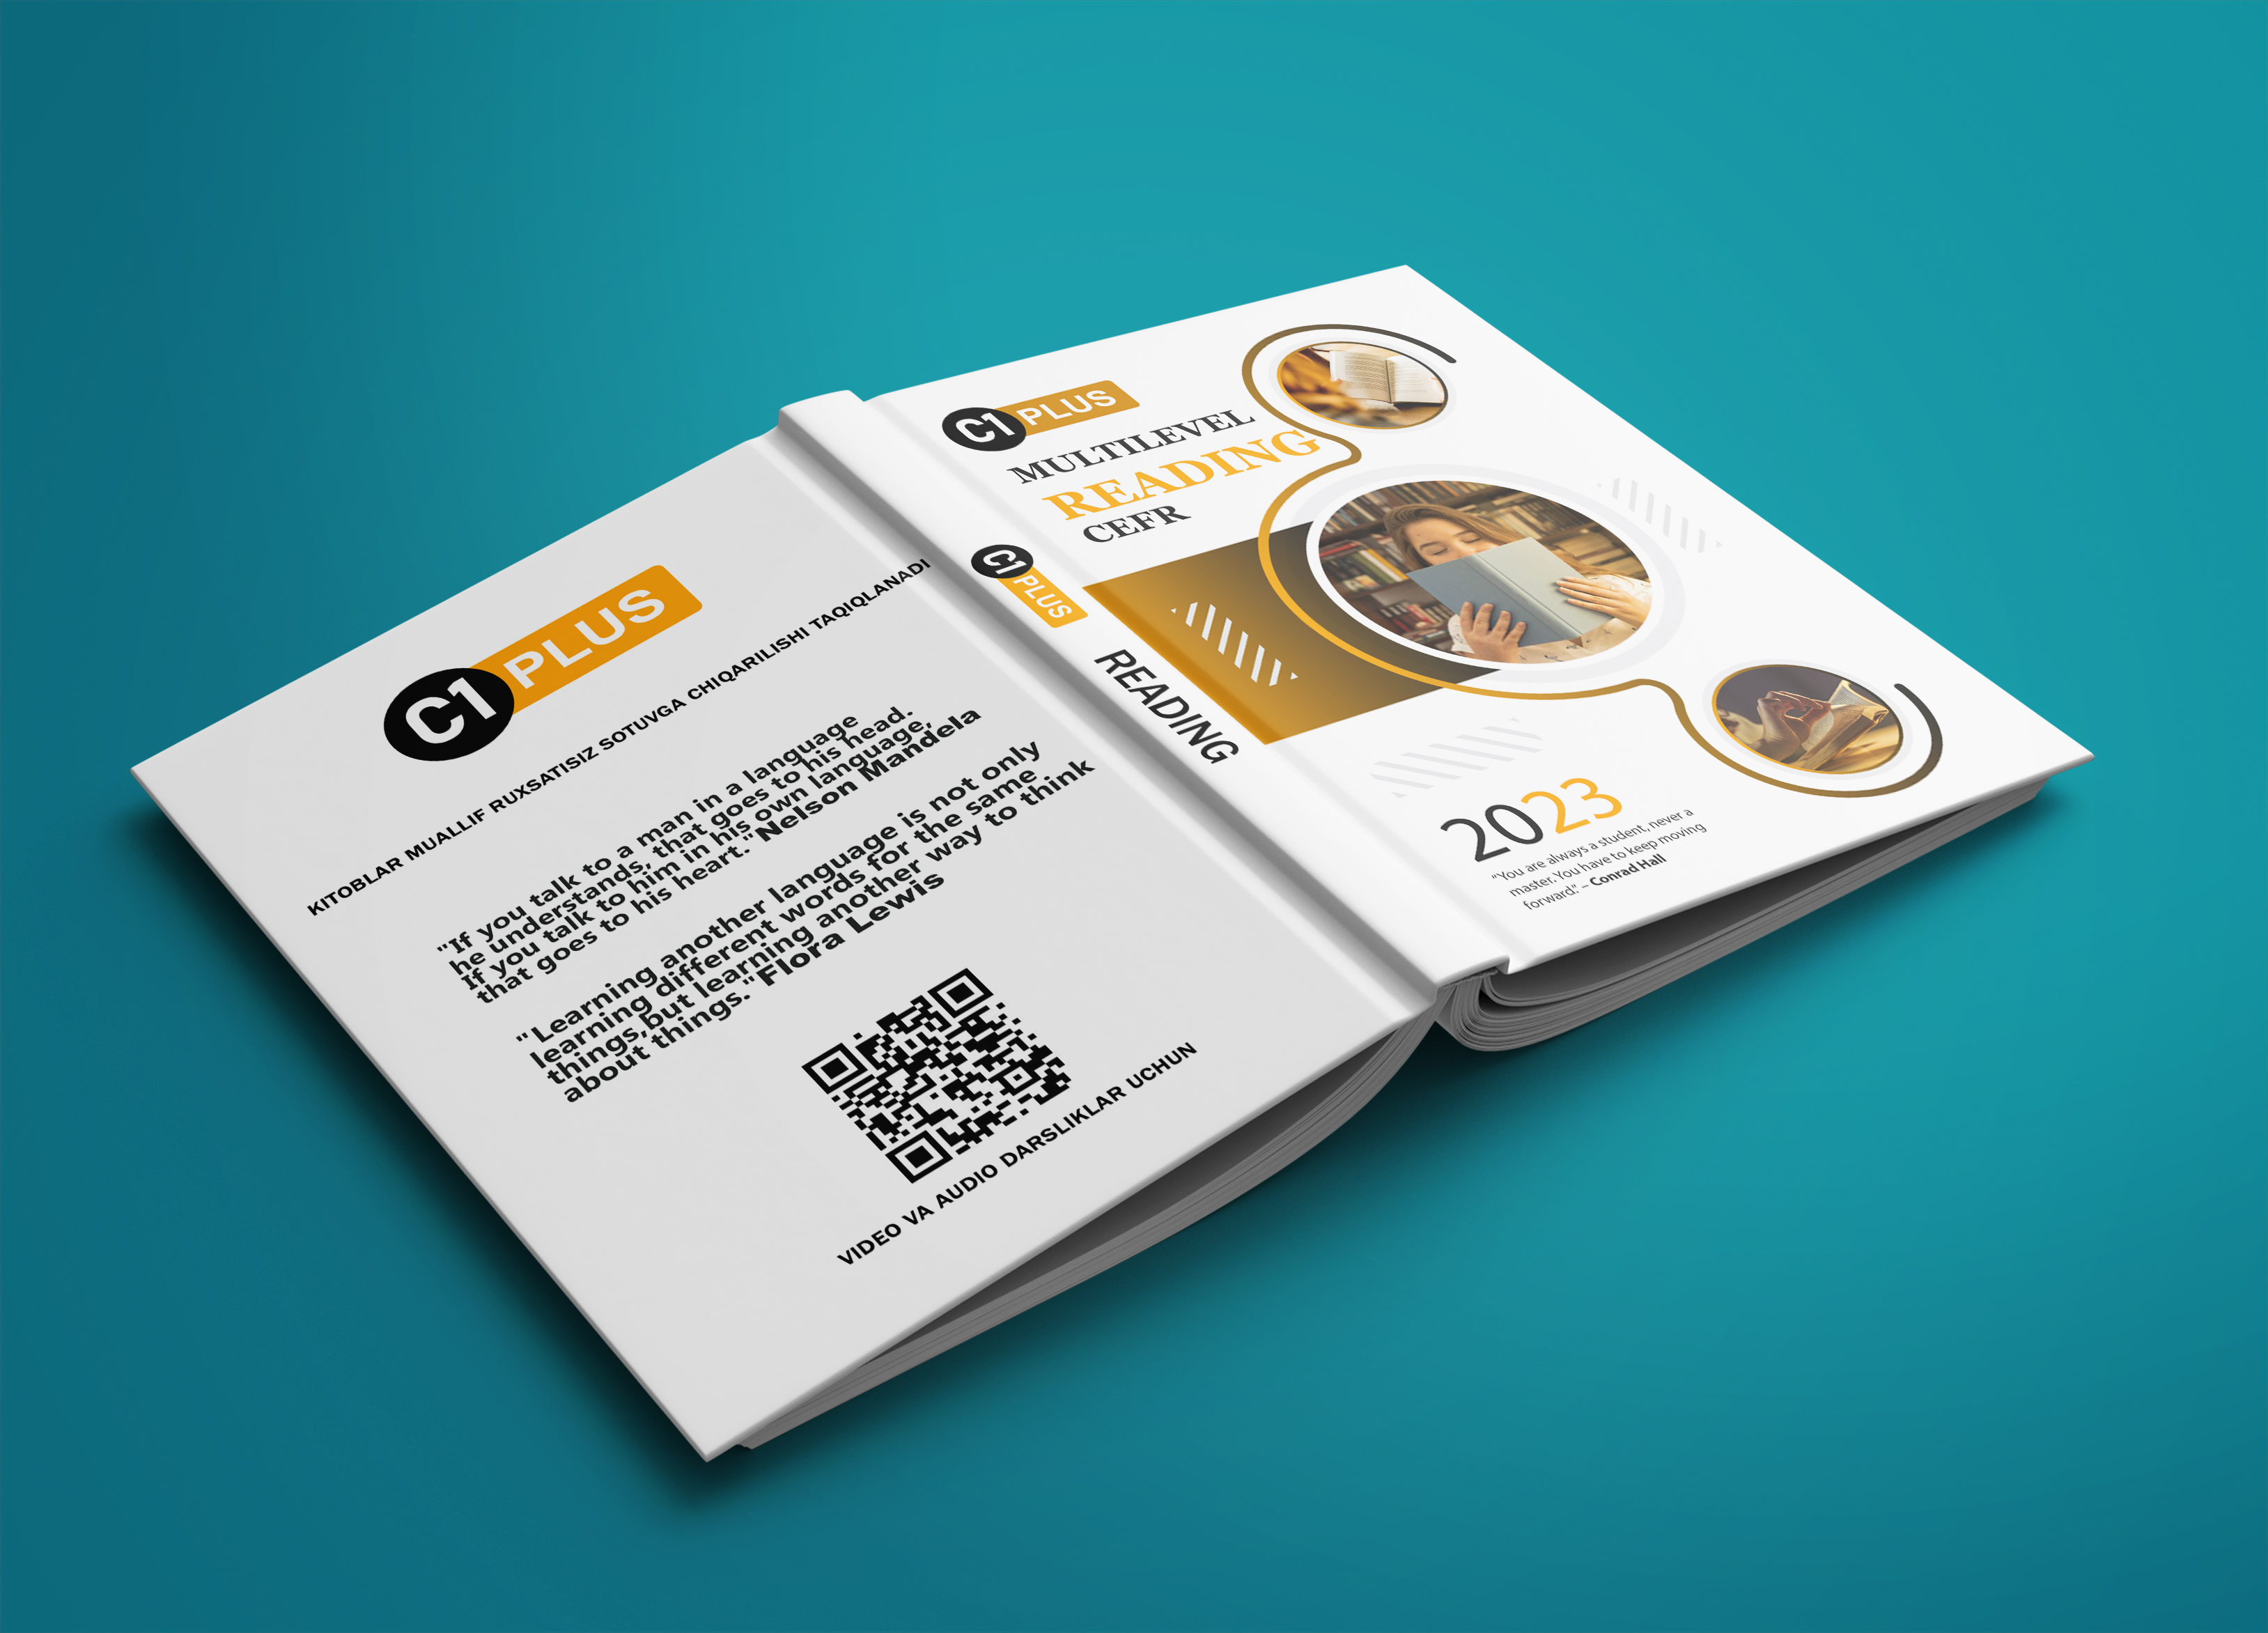 C1 PLUS
KITOBLAR MUALLIF RUXSATISIZ SOTUVGA CHIQARILISHI TAQIQLANADI
"If you talk to a man in a language
he understands, that goes to his head.
If you talk to him in his own language,
that goes to his heart."Nelson Mandela
"Learning another language is not only
learning different words for the same
things,but learning another way to think
about things."Flora Lewis
VIDEO VA AUDIO DARSLIKLAR UCHUN
C1 PLUS
READING
C1 PLUS
MULTILEVEL
READING
CEFR
2023
"You are always a student, never a
master. You have to keep moving
forward." – Conrad Hall